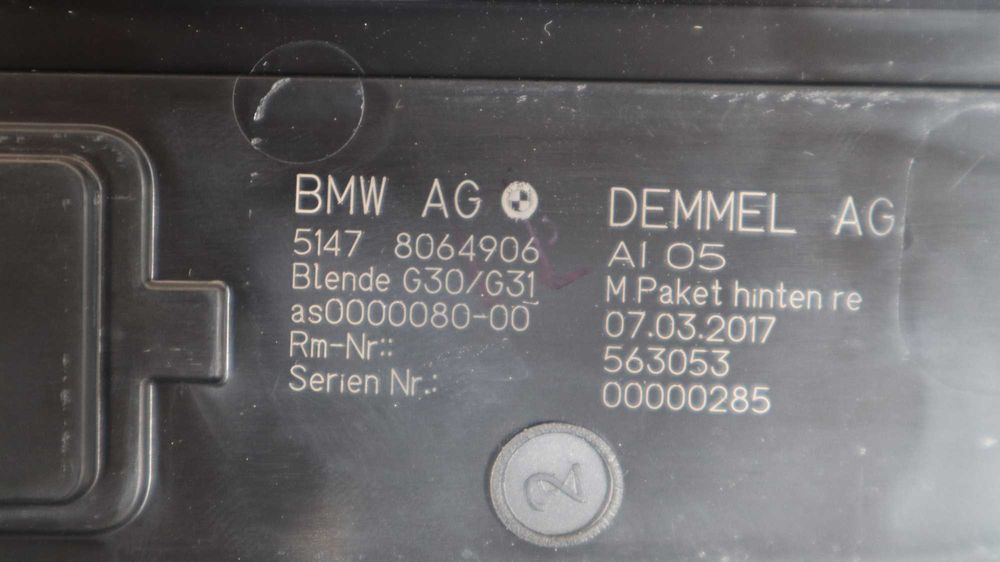 BMW AG
5147 8064906
Blende G30/G31
as0000080-00
Rm-Nr::
Serien Nr.:
DEMMEL AG
AI 05
M Paket hinten re
07.03.2017
563053
00000285
2